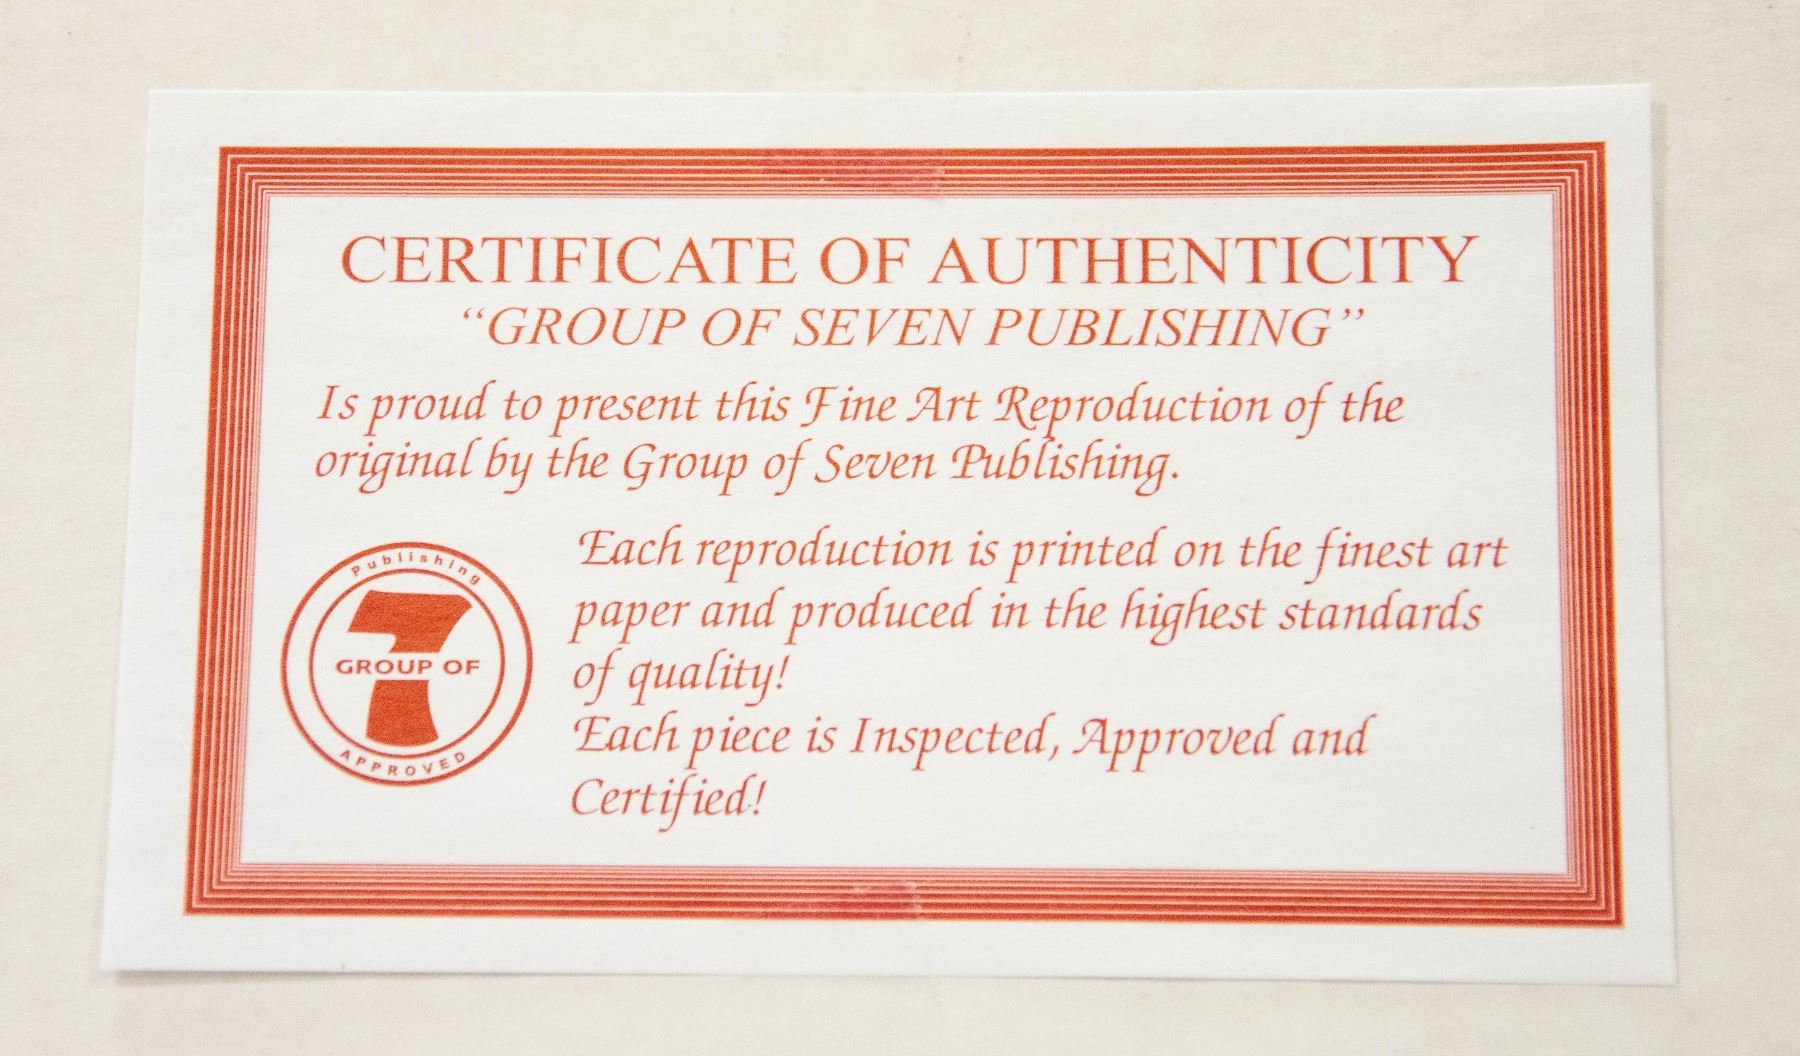 CERTIFICATE OF AUTHENTICITY
“GROUP OF SEVEN PUBLISHING”
Is proud to present this Fine Art Reproduction of the
original by the Group of Seven Publishing.
Publishing
7
GROUP OF
APPROVED
Each reproduction is printed on the finest art
paper and produced in the highest standards
of quality!
Each piece is Inspected, Approved and
Certified!